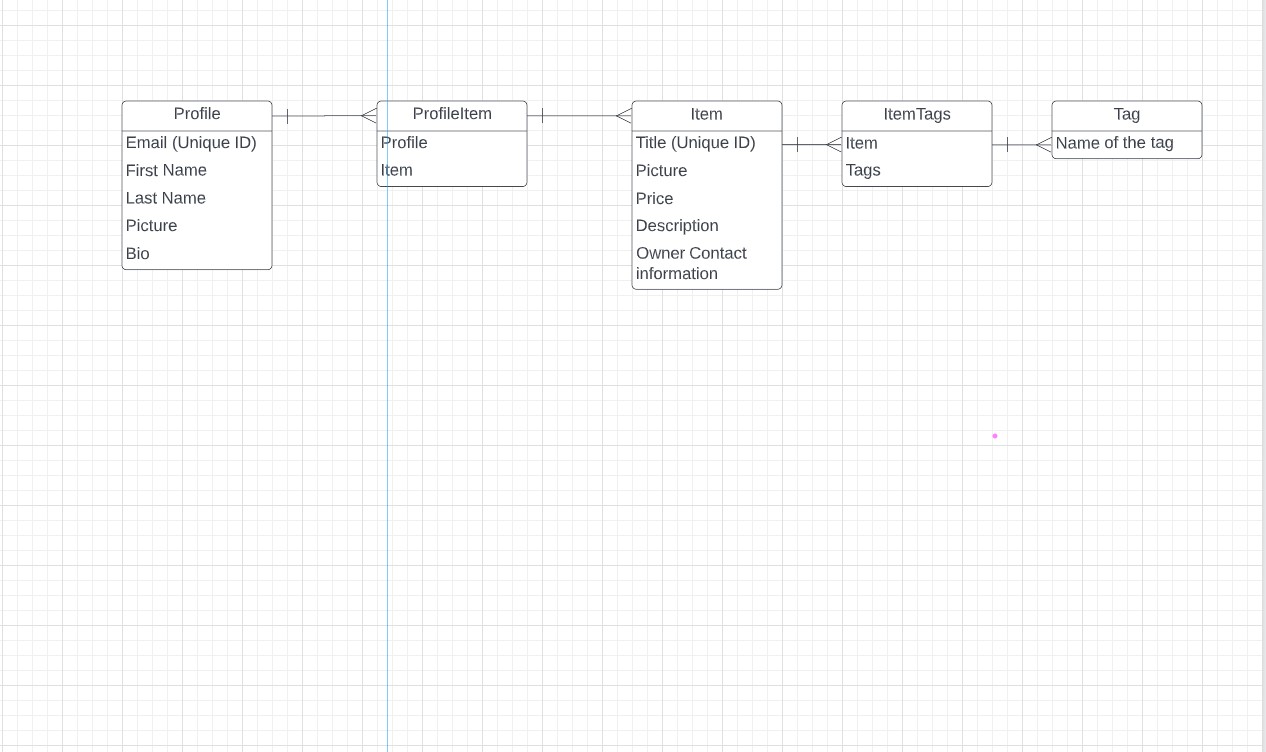 Profile
Email (Unique ID)
First Name
Last Name
Picture
Bio
ProfileItem
Profile
Item
Item
Title (Unique ID)
Picture
Price
Description
Owner Contact
information
ItemTags
Item
Tags
Tag
Name of the tag